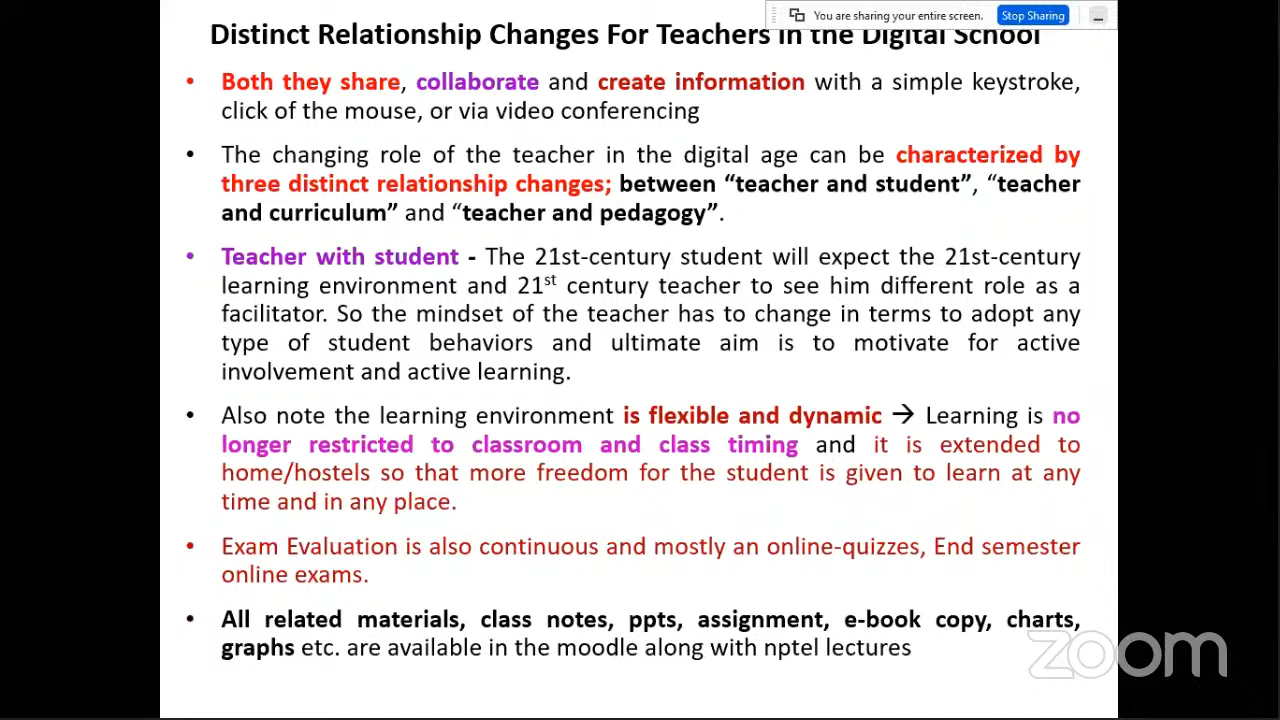 You are sharing your entire screen. Stop Sharing
Distinct Relationship Changes For Teachers In the Digital School
• Both they share, collaborate and create information with a simple keystroke,
click of the mouse, or via video conferencing
• The changing role of the teacher in the digital age can be characterized by
three distinct relationship changes; between “teacher and student”, “teacher
and curriculum” and “teacher and pedagogy”.
• Teacher with student - The 21st-century student will expect the 21st-century
learning environment and 21st century teacher to see him different role as a
facilitator. So the mindset of the teacher has to change in terms to adopt any
type of student behaviors and ultimate aim is to motivate for active
involvement and active learning.
• Also note the learning environment is flexible and dynamic → Learning is no
longer restricted to classroom and class timing and it is extended to
home/hostels so that more freedom for the student is given to learn at any
time and in any place.
• Exam Evaluation is also continuous and mostly an online-quizzes, End semester
online exams.
• All related materials, class notes, ppts, assignment, e-book copy, charts,
graphs etc. are available in the moodle along with nptel lectures
zoom